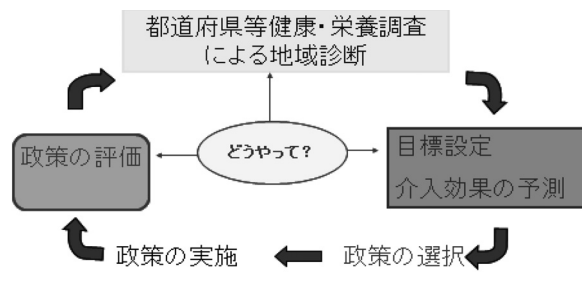 都道府県等健康・栄養調査
による地域診断
政策の評価
どうやって?
目標設定
介入効果の予測
政策の実施
政策の選択